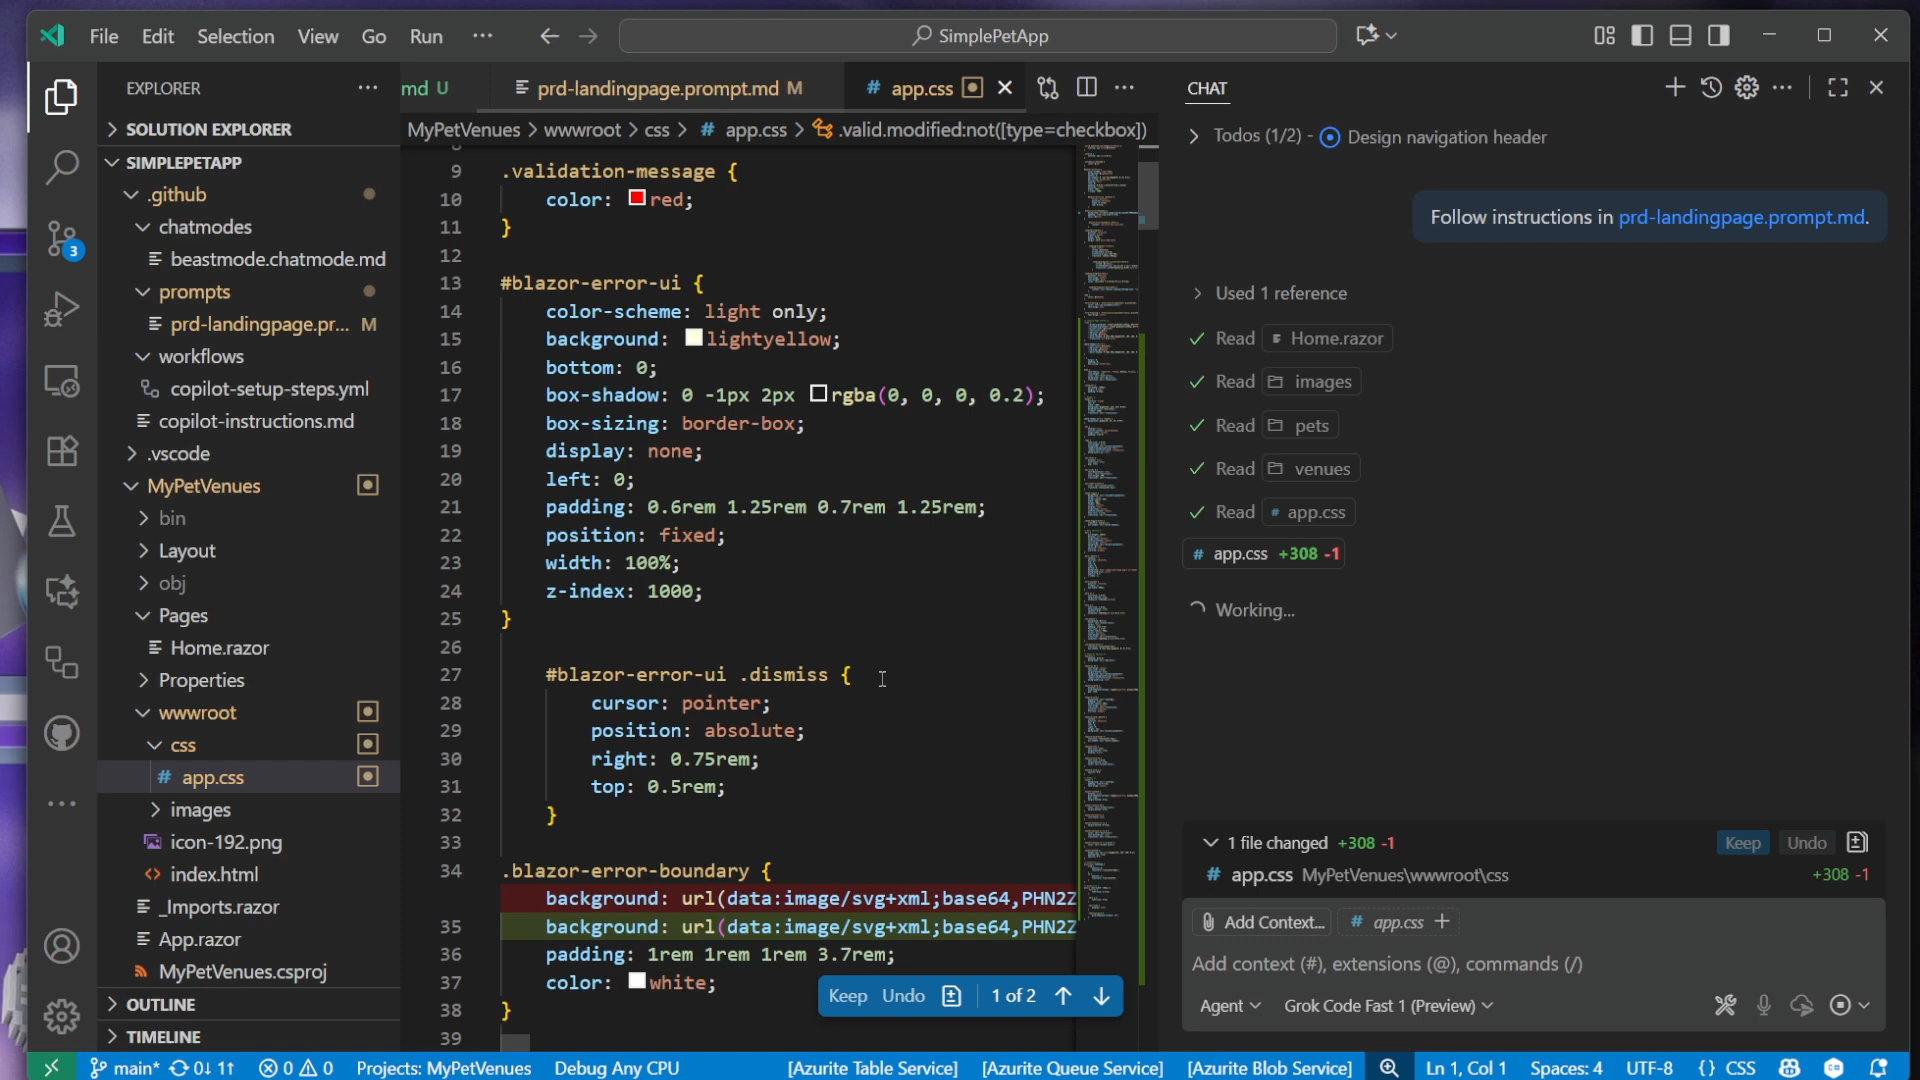 File Edit Selection View Go Run ··· SimplePetApp
EXPLORER ···
SOLUTION EXPLORER
SIMPLEPETAPP
.github
chatmodes
beastmode.chatmode.md
prompts
prd-landingpage.pr... M
workflows
copilot-setup-steps.yml
copilot-instructions.md
.vscode
MyPetVenues
bin
Layout
obj
Pages
Home.razor
Properties
wwwroot
css
# app.css
images
icon-192.png
index.html
_Imports.razor
App.razor
MyPetVenues.csproj
OUTLINE
TIMELINE
3
md U prd-landingpage.prompt.md M # app.css
MyPetVenues > wwwroot > css > # app.css > .valid.modified:not([type=checkbox])
9 .validation-message {
10 color: red;
11 }
12
13 #blazor-error-ui {
14 color-scheme: light only;
15 background: lightyellow;
16 bottom: 0;
17 box-shadow: 0 -1px 2px rgba(0, 0, 0, 0.2);
18 box-sizing: border-box;
19 display: none;
20 left: 0;
21 padding: 0.6rem 1.25rem 0.7rem 1.25rem;
22 position: fixed;
23 width: 100%;
24 z-index: 1000;
25 }
26
27 #blazor-error-ui .dismiss {
28 cursor: pointer;
29 position: absolute;
30 right: 0.75rem;
31 top: 0.5rem;
32 }
33
34 .blazor-error-boundary {
background: url(data:image/svg+xml;base64,PHN2Z
35 background: url(data:image/svg+xml;base64,PHN2Z
36 padding: 1rem 1rem 1rem 3.7rem;
37 color: white;
38 }
39
Keep Undo 1 of 2
CHAT
Todos (1/2) - Design navigation header
Follow instructions in prd-landingpage.prompt.md.
Used 1 reference
Read Home.razor
Read images
Read pets
Read venues
Read # app.css
# app.css +308 -1
Working...
1 file changed +308 -1 Keep Undo
# app.css MyPetVenues\wwwroot\css +308 -1
Add Context... # app.css +
Add context (#), extensions (@), commands (/)
Agent Grok Code Fast 1 (Preview)
main* 0↓ 1↑ 0 0 Projects: MyPetVenues Debug Any CPU [Azurite Table Service] [Azurite Queue Service] [Azurite Blob Service] Ln 1, Col 1 Spaces: 4 UTF-8 {} CSS